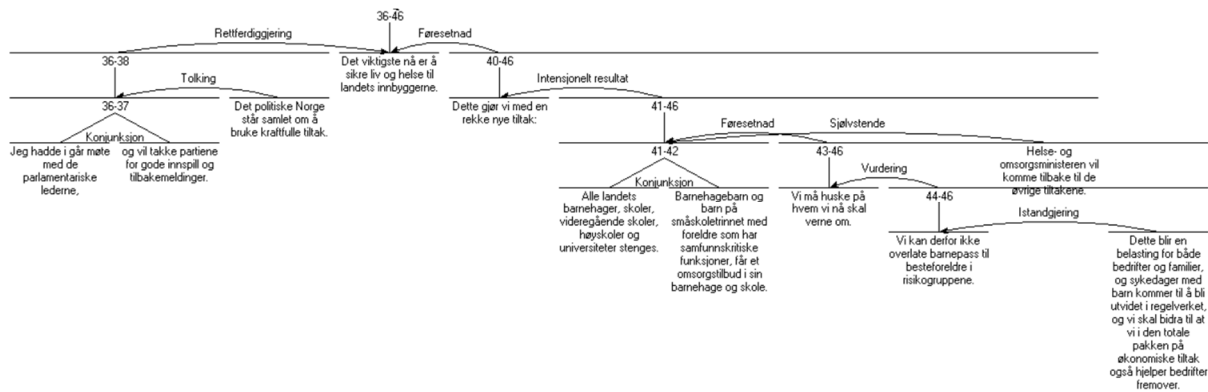 36-46
Rettferdiggjering
Føresetnad
36-38
Det viktigste nå er å
sikre liv og helse til
landets innbyggerne.
40-46
Tolking
Intensjonelt resultat
36-37
Det politiske Norge
står samlet om å
bruke kraftfulle tiltak.
Dette gjør vi med en
rekke nye tiltak:
41-46
Konjunksjon
Jeg hadde i går møte
med de
parlamentariske
lederne,
og vil takke partiene
for gode innspill og
tilbakemeldinger.
Føresetnad
Sjølvstende
41-42
43-46
Helse- og
omsorgsministeren vil
komme tilbake til de
øvrige tiltakene.
Konjunksjon
Vurdering
Alle landets
barnehager, skoler,
videregående skoler,
høyskoler og
universiteter stenges.
Barnehagebarn og
barn på
småskoletrinnet med
foreldre som har
samfunnskritiske
funksjoner, får et
omsorgstilbud i sin
barnehage og skole.
Vi må huske på
hvem vi nå skal
verne om.
44-46
Istandgjering
Vi kan derfor ikke
overlate barnepass til
besteforeldre i
risikogruppene.
Dette blir en
belasting for både
bedrifter og familier,
og sykedager med
barn kommer til å bli
utvidet i regelverket,
og vi skal bidra til at
vi i den totale
pakken på
økonomiske tiltak
også hjelper bedrifter
fremover.